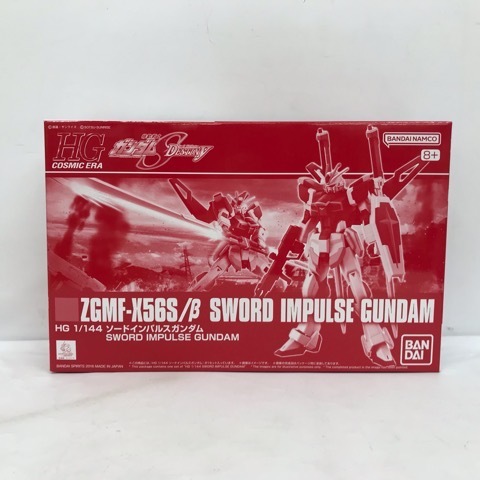 HG
COSMIC ERA
ガンダムSEED DESTINY
BANDAI NAMCO
8+
ZGMF-X56S/β SWORD IMPULSE GUNDAM
HG 1/144 ソードインパルスガンダム
SWORD IMPULSE GUNDAM
BAN
DAI